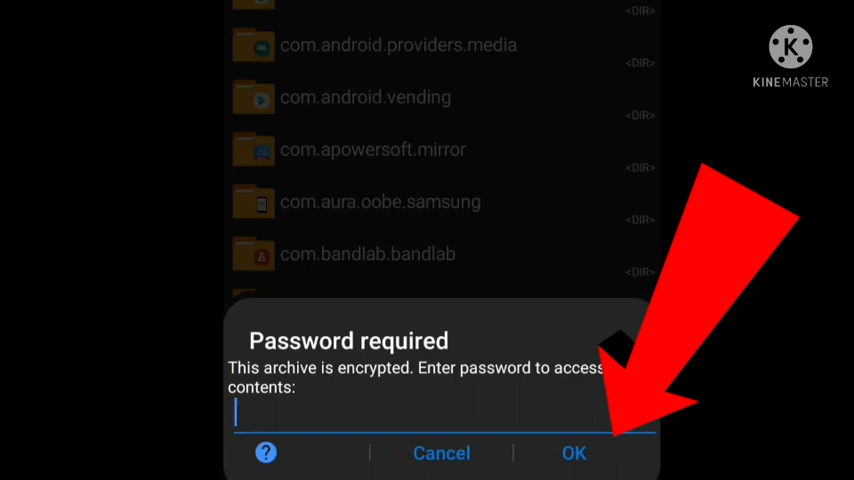 <DIR>
com.android.providers.media
<DIR>
com.android.vending
<DIR>
com.apowersoft.mirror
<DIR>
com.aura.oobe.samsung
<DIR>
com.bandlab.bandlab
<DIR>
K
KINEMASTER
Password required
This archive is encrypted. Enter password to access
contents:
?
Cancel
OK